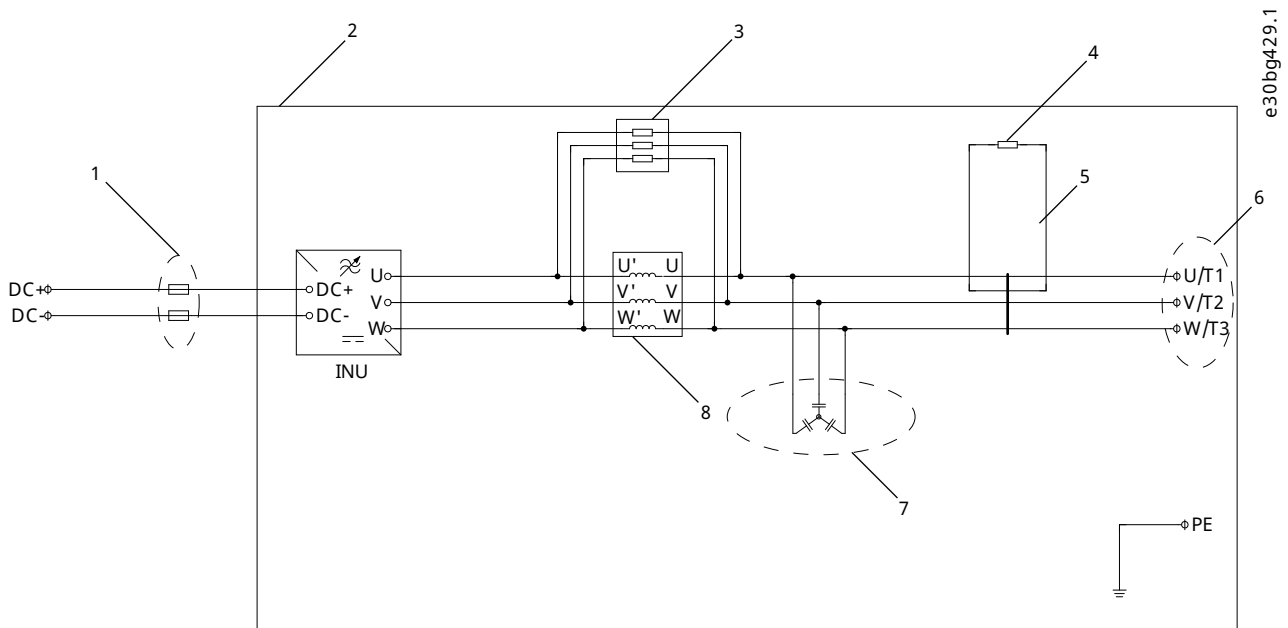 e30bg429.1
2
3
4
1
5
6
DC+
DC-
DC+
DC-
U
V
W
INU
U' U
V' V
W' W
U/T1
V/T2
W/T3
8
7
PE